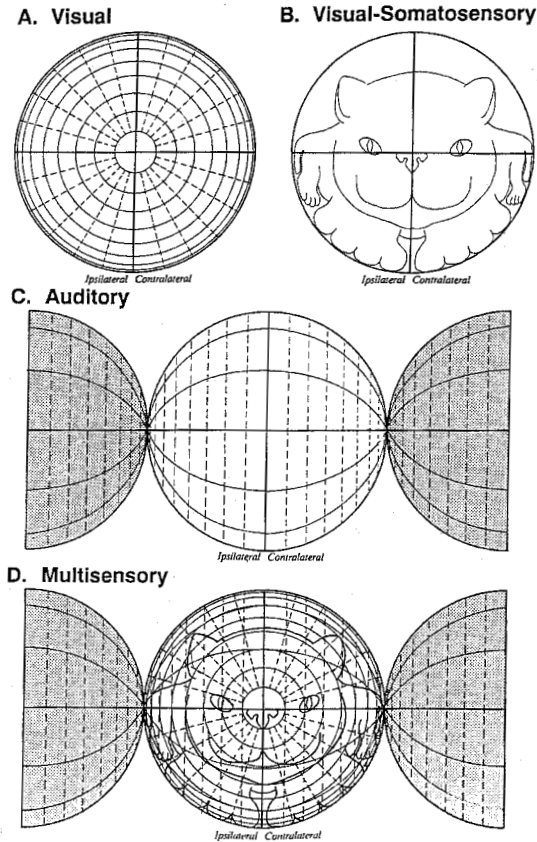 A. Visual
B. Visual-Somatosensory
Ipsilateral Contralateral
Ipsilateral Contralateral
C. Auditory
Ipsilateral Contralateral
D. Multisensory
Ipsilateral Contralateral